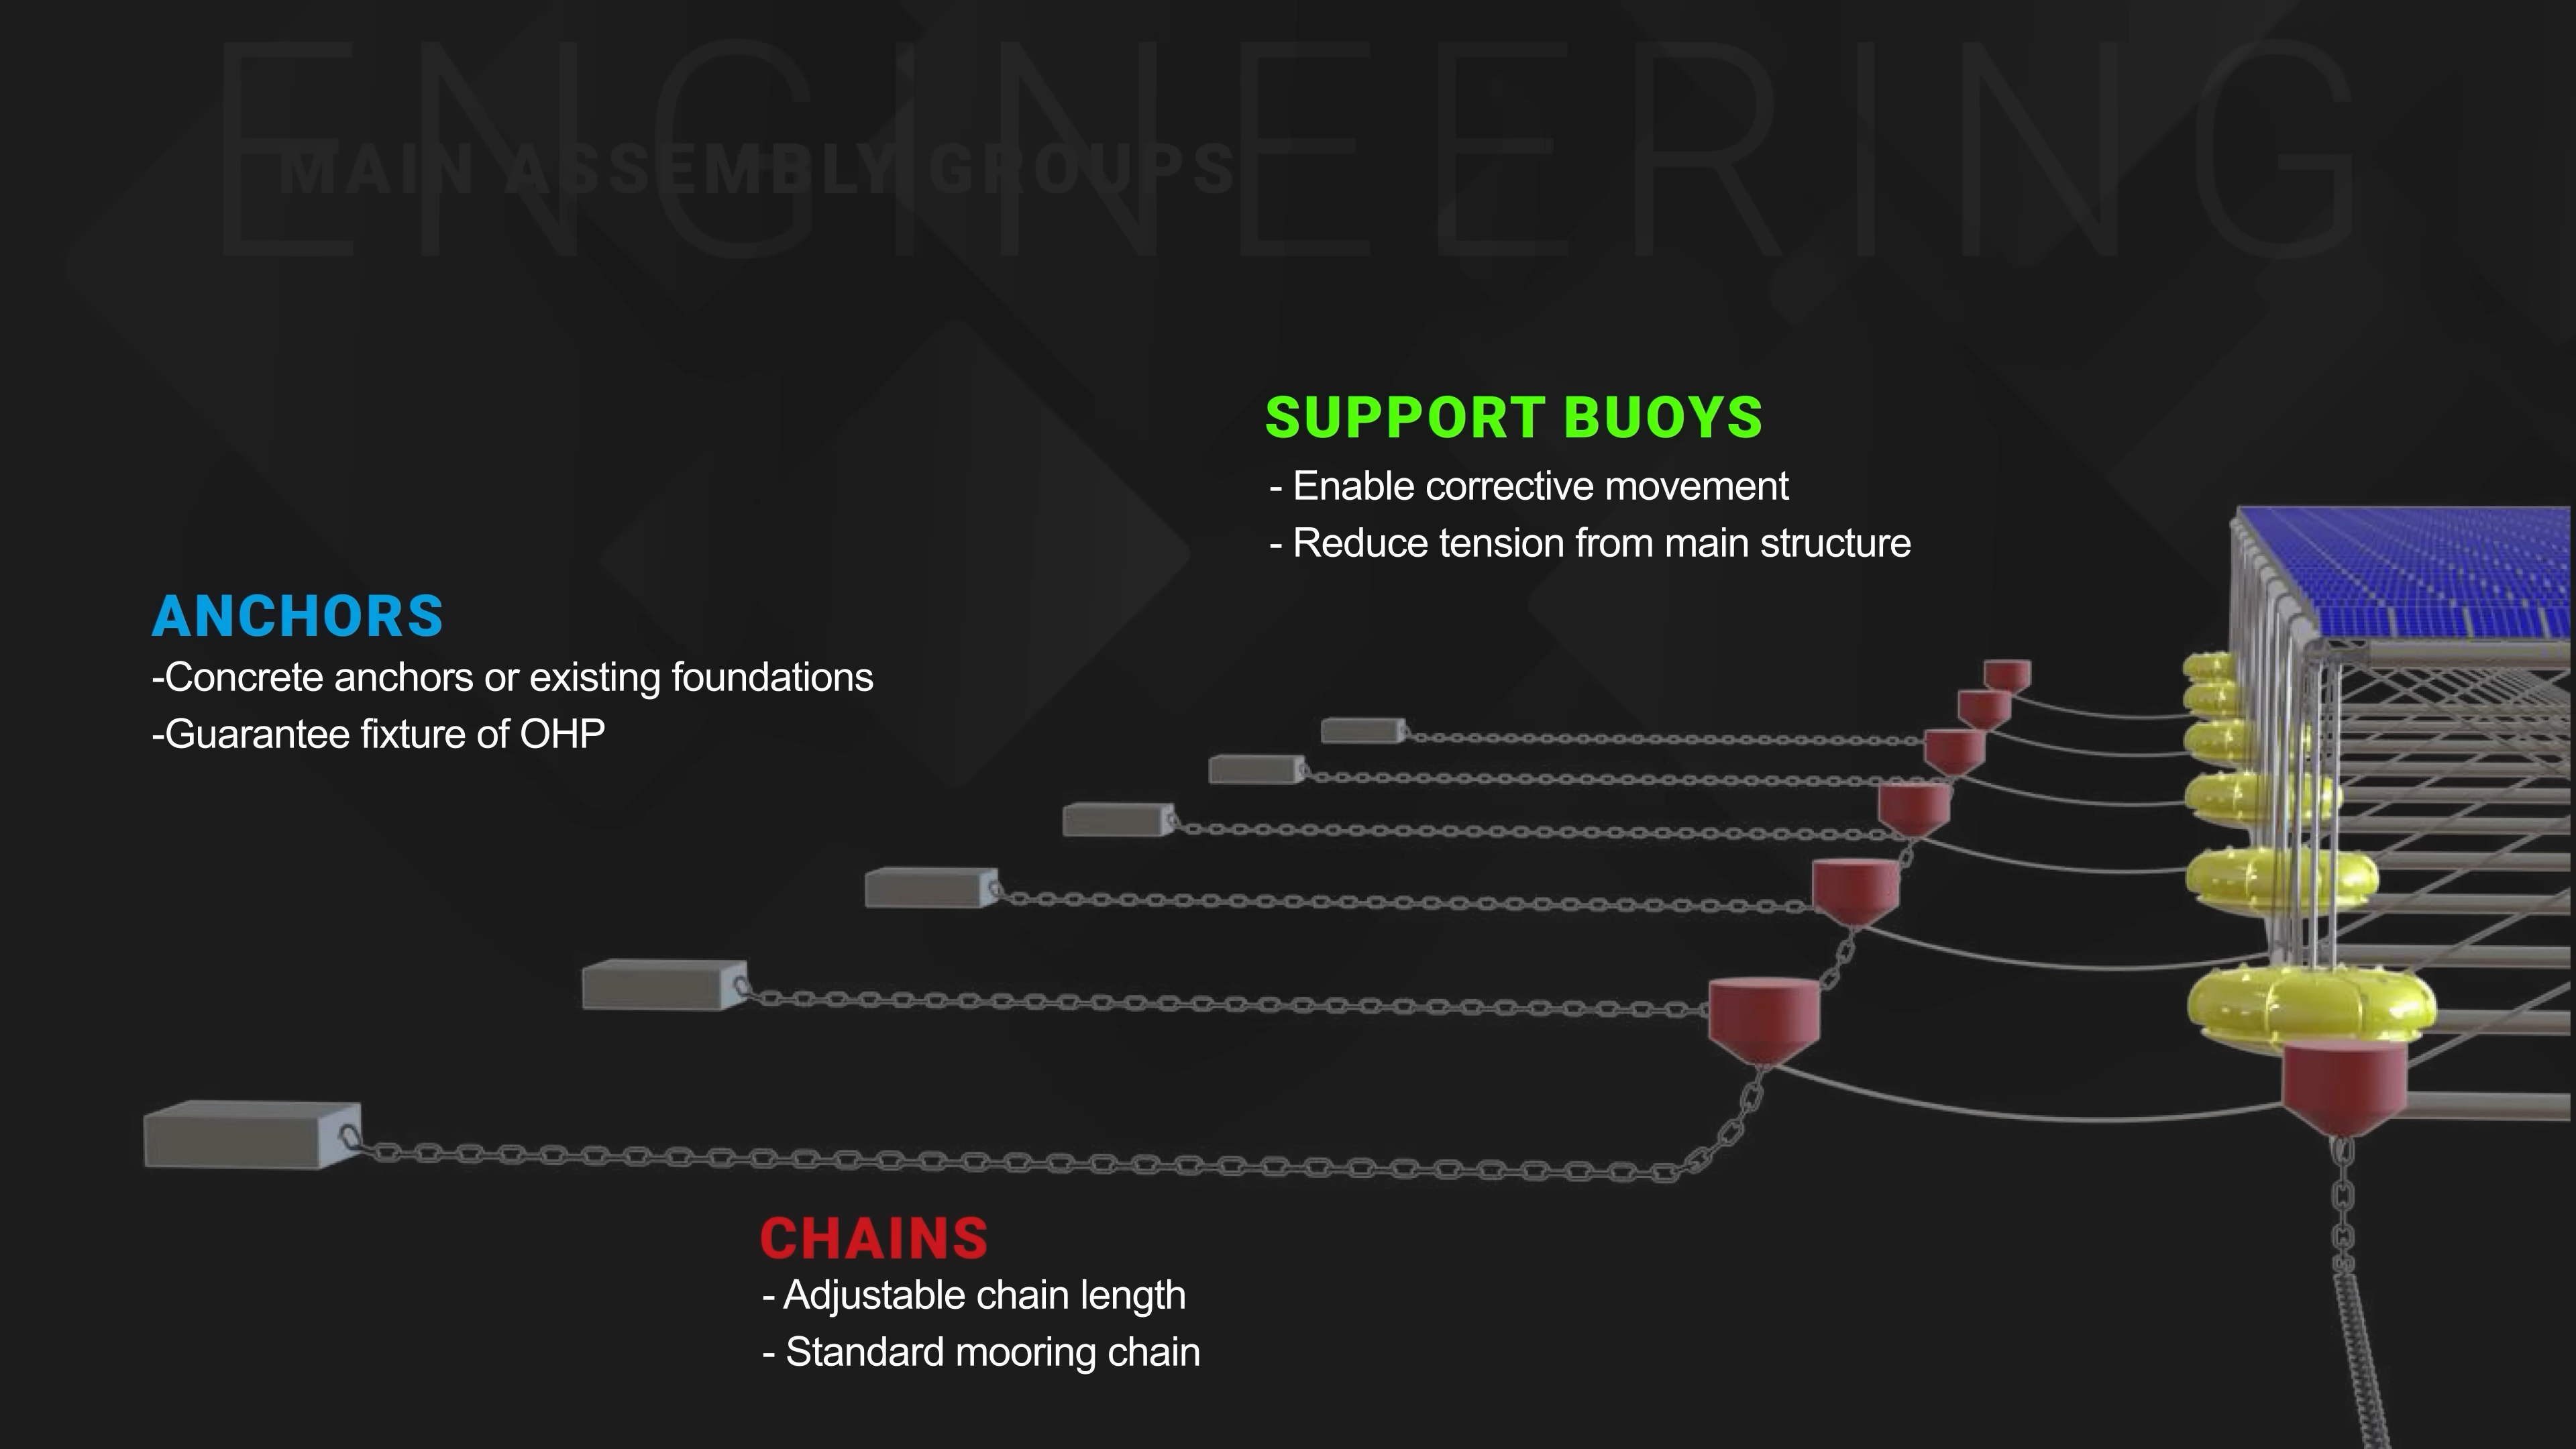 ENGINEERING
MAIN ASSEMBLY GROUPS
SUPPORT BUOYS
- Enable corrective movement
- Reduce tension from main structure
ANCHORS
-Concrete anchors or existing foundations
-Guarantee fixture of OHP
CHAINS
- Adjustable chain length
- Standard mooring chain